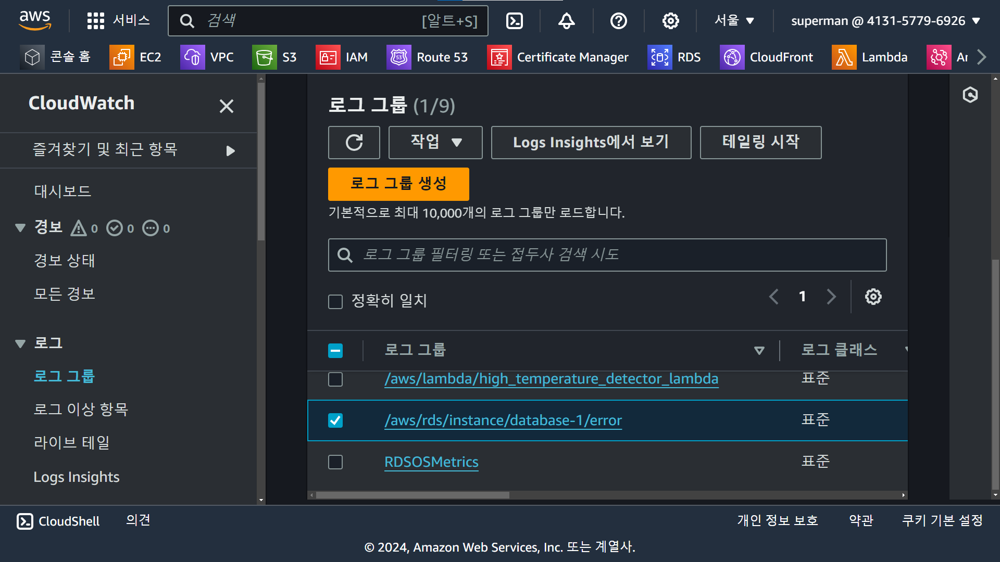 aws
서비스
검색
[알트+S]
서울
superman @ 4131-5779-6926
콘솔 홈
EC2
VPC
S3
IAM
Route 53
Certificate Manager
RDS
CloudFront
Lambda
CloudWatch
즐겨찾기 및 최근 항목
대시보드
경보 0 0 0
경보 상태
모든 경보
로그
로그 그룹
로그 이상 항목
라이브 테일
Logs Insights
로그 그룹 (1/9)
작업
Logs Insights에서 보기
테일링 시작
로그 그룹 생성
기본적으로 최대 10,000개의 로그 그룹만 로드합니다.
로그 그룹 필터링 또는 접두사 검색 시도
정확히 일치
1
로그 그룹
로그 클래스
/aws/lambda/high_temperature_detector_lambda
표준
/aws/rds/instance/database-1/error
표준
RDSOSMetrics
표준
CloudShell
의견
개인 정보 보호
약관
쿠키 기본 설정
© 2024, Amazon Web Services, Inc. 또는 계열사.